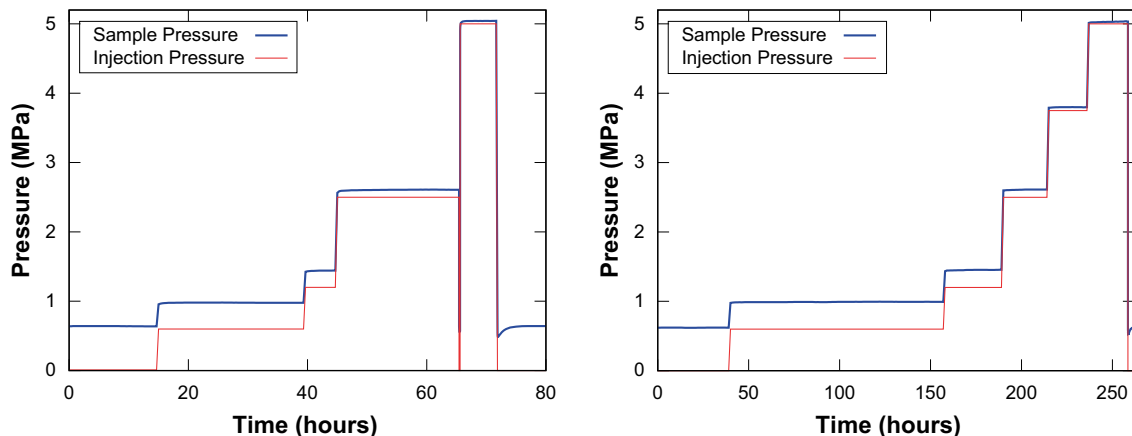 5
4
3
2
1
0
Pressure (MPa)
Sample Pressure
Injection Pressure
0 20 40 60 80
Time (hours)
5
4
3
2
1
0
Pressure (MPa)
Sample Pressure
Injection Pressure
0 50 100 150 200 250
Time (hours)